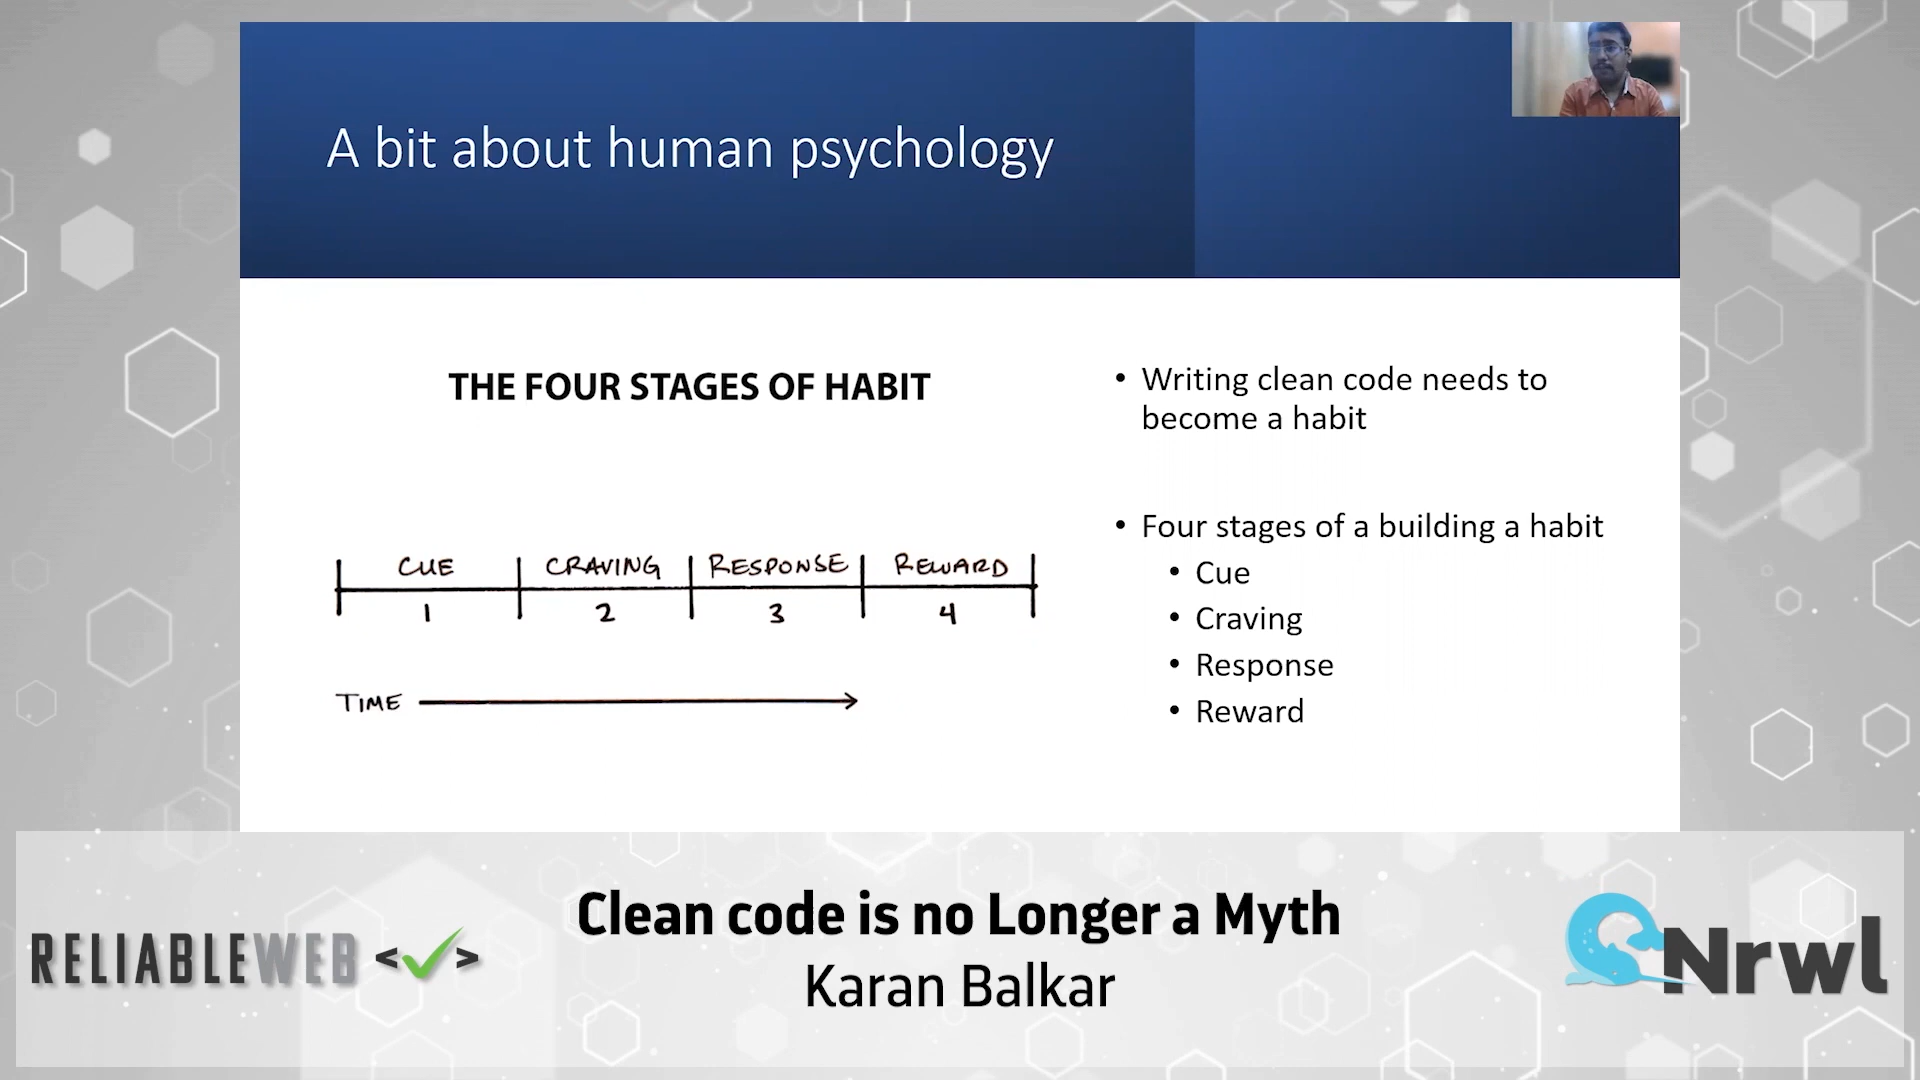 A bit about human psychology
THE FOUR STAGES OF HABIT
CUE CRAVING RESPONSE REWARD
1 2 3 4
TIME
• Writing clean code needs to
become a habit
• Four stages of a building a habit
• Cue
• Craving
• Response
• Reward
RELIABLEWEB < >
Clean code is no Longer a Myth
Karan Balkar
Nrwl